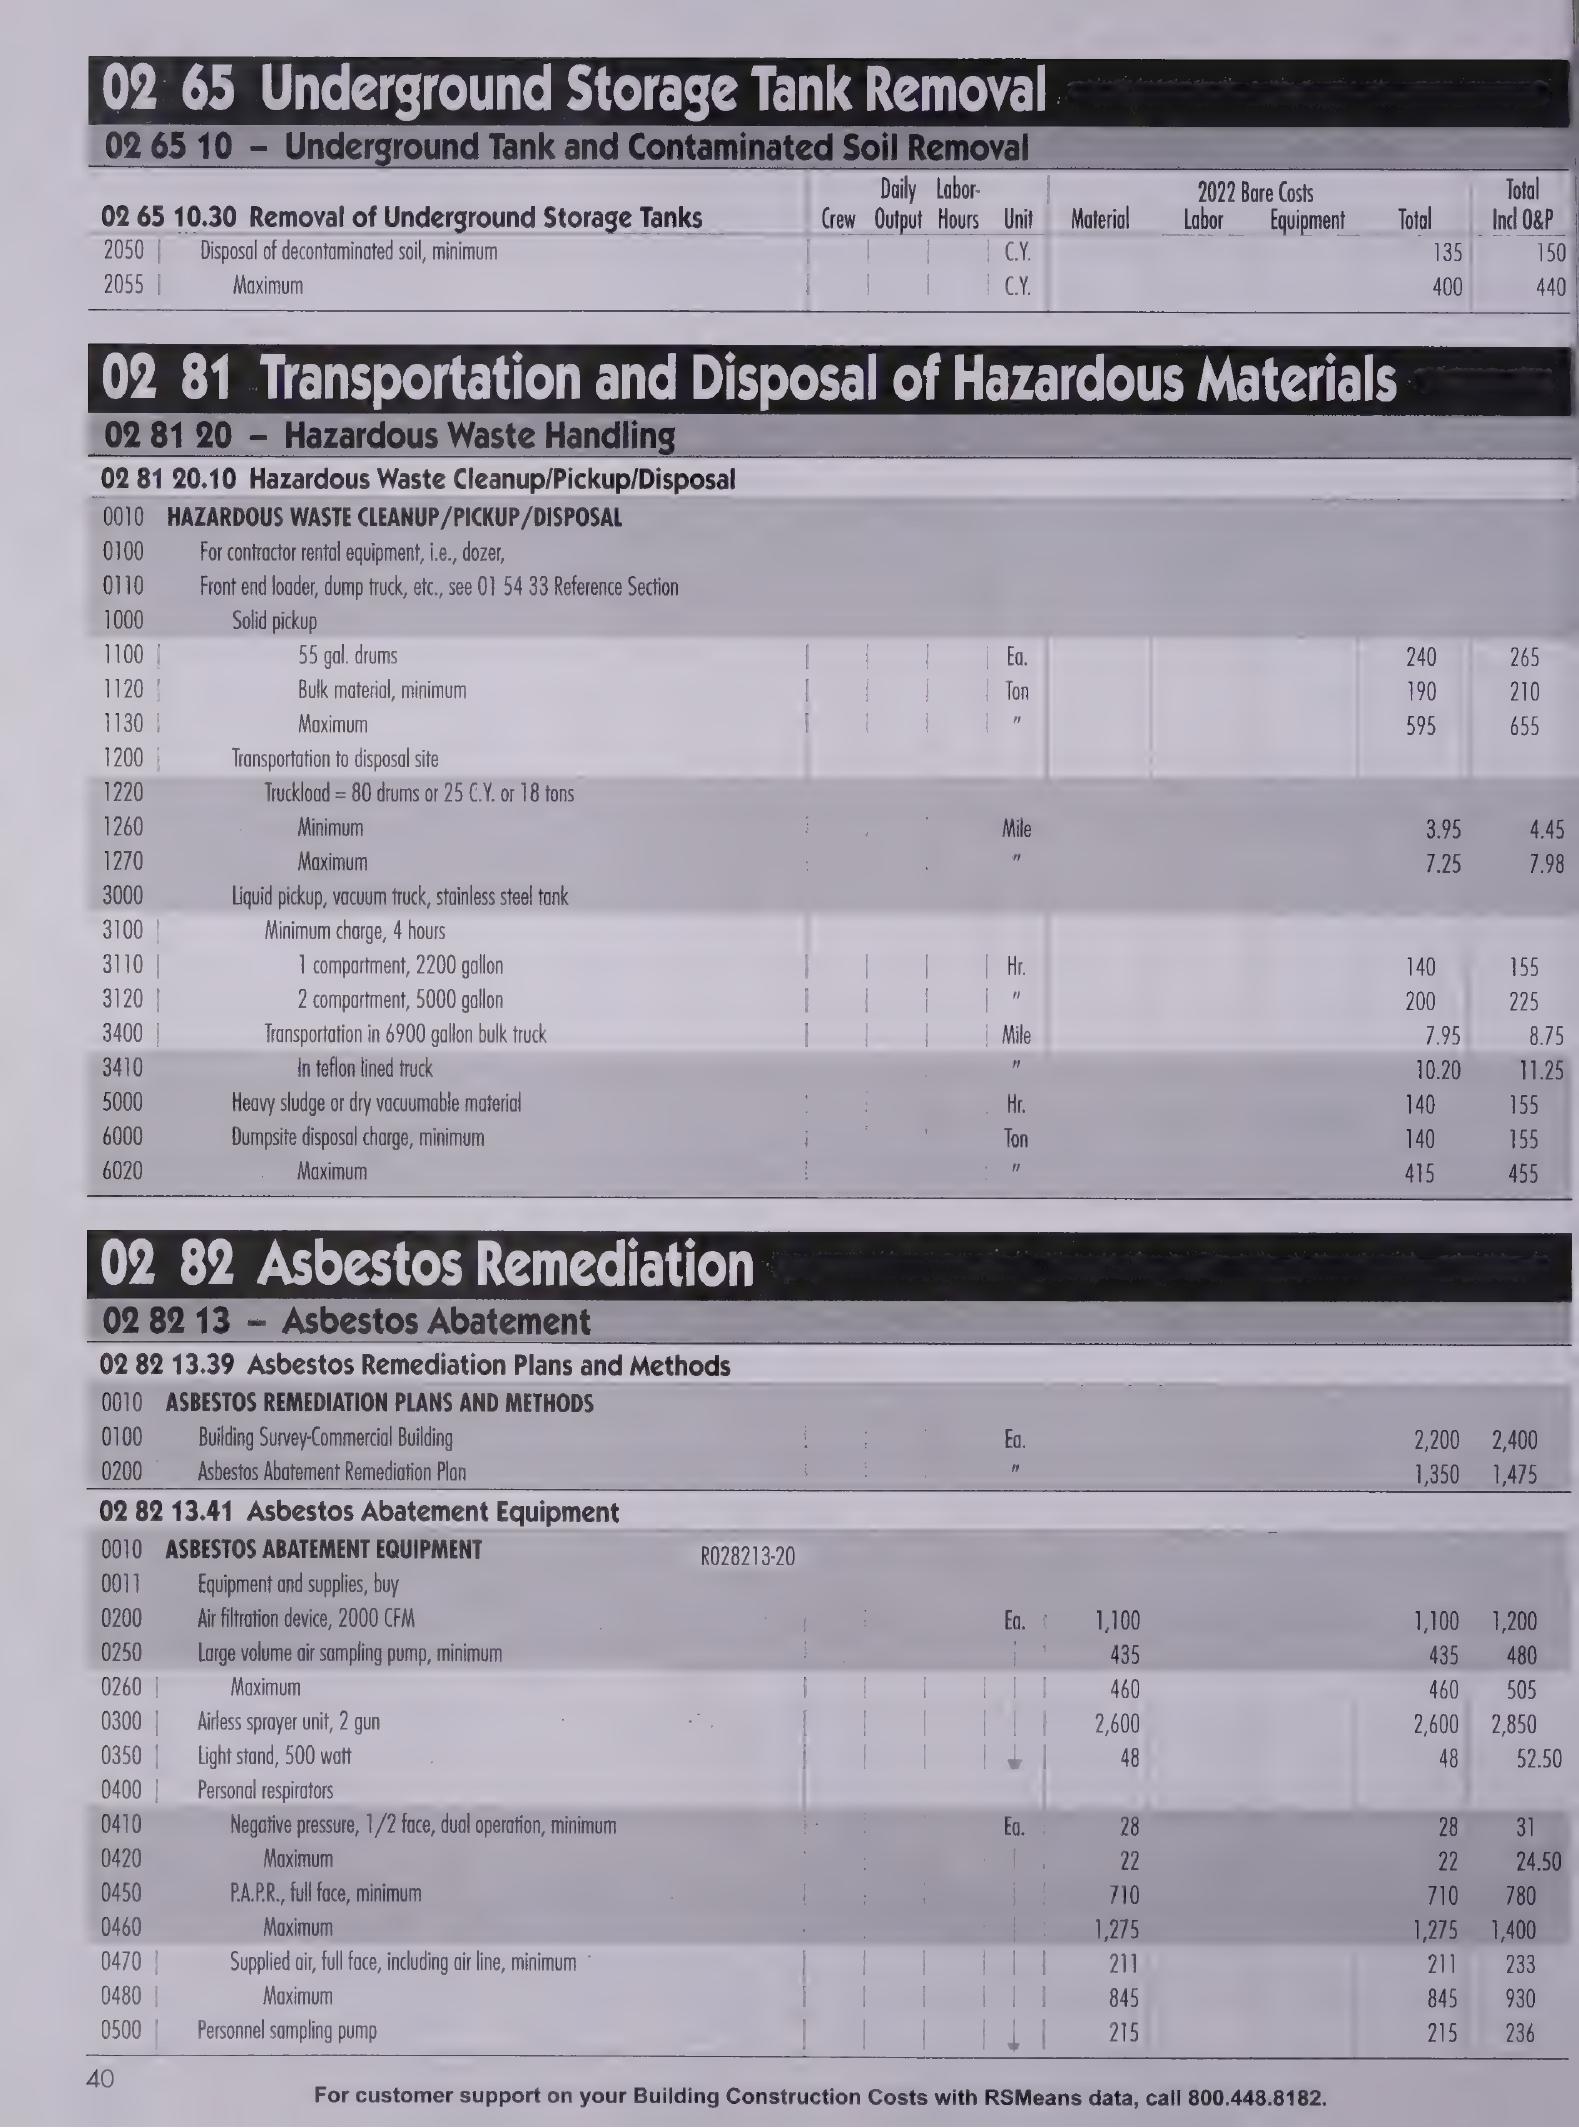 02 65 Underground Storage Tank Removal
02 65 10 – Underground Tank and Contaminated Soil Removal
02 65 10.30 Removal of Underground Storage Tanks Crew Daily Output Labor-Hours Unit Material 2022 Bare Costs Labor Equipment Total Total Incl O&P
2050 Disposal of decontaminated soil, minimum C.Y. 135 150
2055 Maximum C.Y. 400 440
02 81 Transportation and Disposal of Hazardous Materials
02 81 20 – Hazardous Waste Handling
02 81 20.10 Hazardous Waste Cleanup/Pickup/Disposal
0010 HAZARDOUS WASTE CLEANUP/PICKUP/DISPOSAL
0100 For contractor rental equipment, i.e., dozer,
0110 Front end loader, dump truck, etc., see 01 54 33 Reference Section
1000 Solid pickup
1100 55 gal. drums Ea. 240 265
1120 Bulk material, minimum Ton 190 210
1130 Maximum " 595 655
1200 Transportation to disposal site
1220 Truckload = 80 drums or 25 C.Y. or 18 tons
1260 Minimum Mile 3.95 4.45
1270 Maximum " 7.25 7.98
3000 Liquid pickup, vacuum truck, stainless steel tank
3100 Minimum charge, 4 hours
3110 1 compartment, 2200 gallon Hr. 140 155
3120 2 compartment, 5000 gallon " 200 225
3400 Transportation in 6900 gallon bulk truck Mile 7.95 8.75
3410 In teflon lined truck " 10.20 11.25
5000 Heavy sludge or dry vacuumable material Hr. 140 155
6000 Dumpsite disposal charge, minimum Ton 140 155
6020 Maximum " 415 455
02 82 Asbestos Remediation
02 82 13 – Asbestos Abatement
02 82 13.39 Asbestos Remediation Plans and Methods
0010 ASBESTOS REMEDIATION PLANS AND METHODS
0100 Building Survey-Commercial Building Ea. 2,200 2,400
0200 Asbestos Abatement Remediation Plan " 1,350 1,475
02 82 13.41 Asbestos Abatement Equipment
0010 ASBESTOS ABATEMENT EQUIPMENT R028213-20
0011 Equipment and supplies, buy
0200 Air filtration device, 2000 CFM Ea. 1,100 1,100 1,200
0250 Large volume air sampling pump, minimum 435 435 480
0260 Maximum 460 460 505
0300 Airless sprayer unit, 2 gun 2,600 2,600 2,850
0350 Light stand, 500 watt 48 48 52.50
0400 Personal respirators
0410 Negative pressure, 1/2 face, dual operation, minimum Ea. 28 28 31
0420 Maximum 22 22 24.50
0450 P.A.P.R., full face, minimum 710 710 780
0460 Maximum 1,275 1,275 1,400
0470 Supplied air, full face, including air line, minimum 211 211 233
0480 Maximum 845 845 930
0500 Personnel sampling pump 215 215 236
40
For customer support on your Building Construction Costs with RSMeans data, call 800.448.8182.